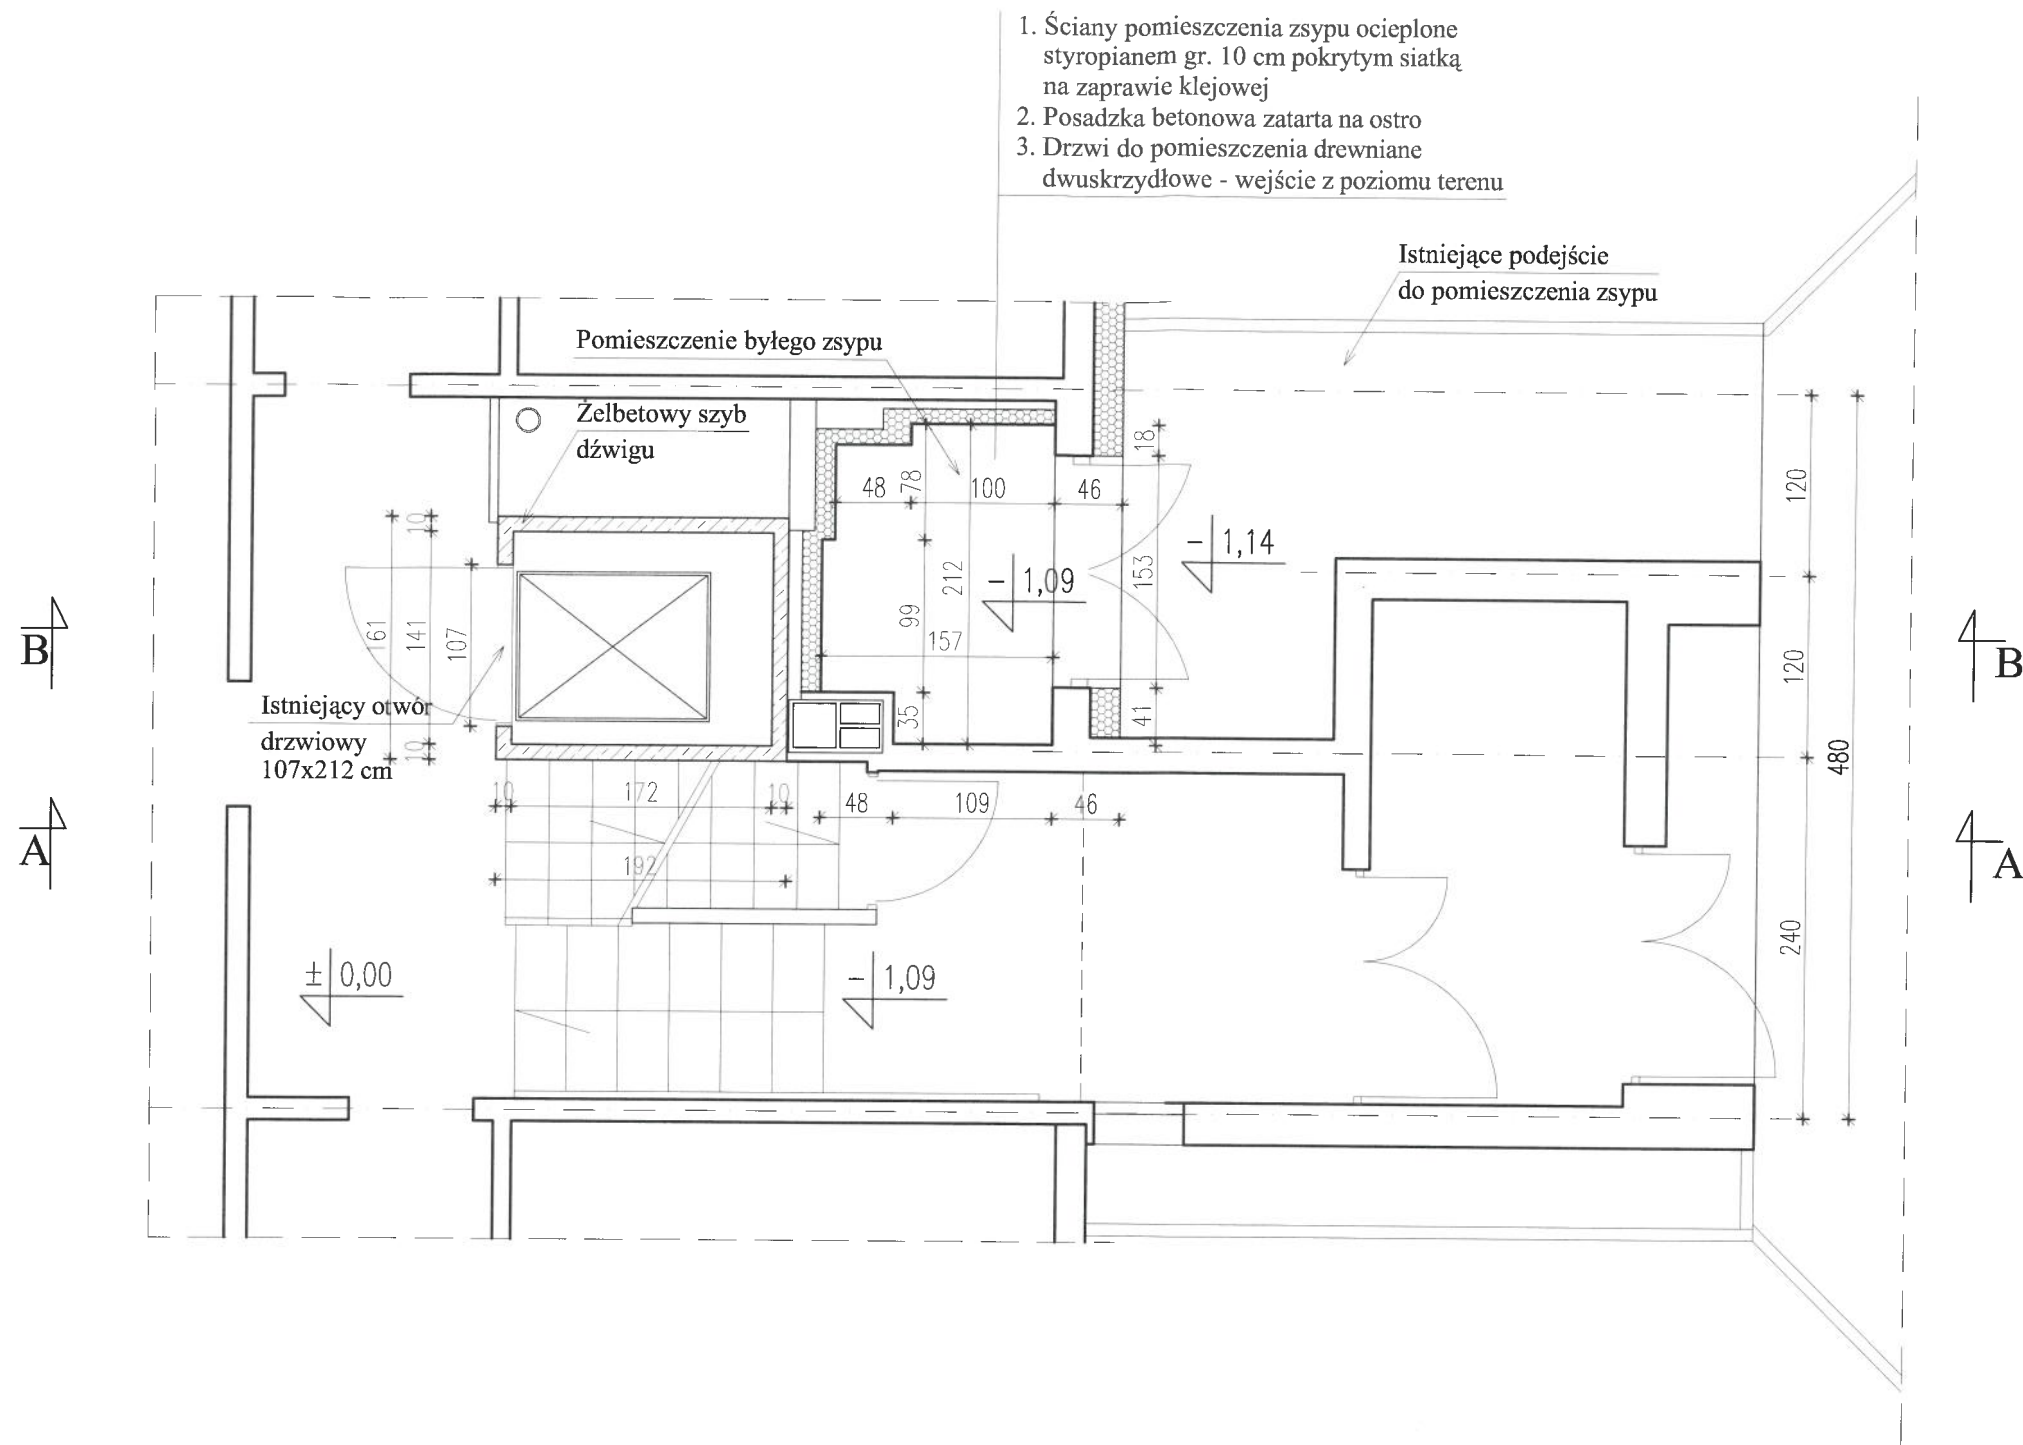 1. Ściany pomieszczenia zsypu ocieplone
styropianem gr. 10 cm pokrytym siatką
na zaprawie klejowej
2. Posadzka betonowa zatarta na ostro
3. Drzwi do pomieszczenia drewniane
dwuskrzydłowe - wejście z poziomu terenu
Istniejące podejście
do pomieszczenia zsypu
Pomieszczenie byłego zsypu
Żelbetowy szyb
dźwigu
18
48
78
100
46
120
10
- 1,14
153
212
- 1,09
99
161
141
107
157
B
B
120
Istniejący otwór
drzwiowy
107x212 cm
35
41
10
480
10
172
10
48
109
46
A
A
192
240
± 0,00
- 1,09